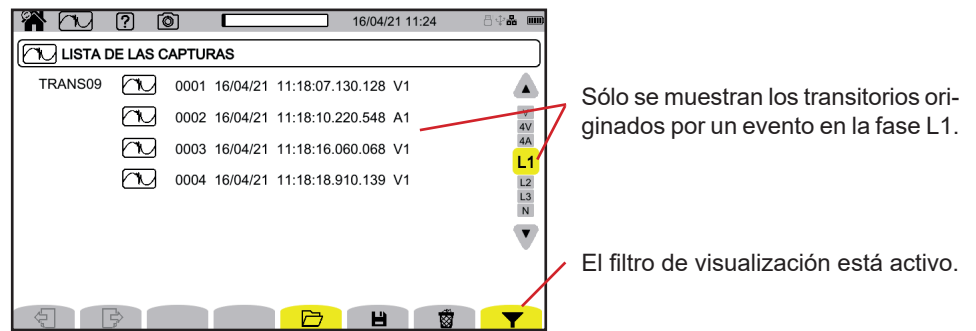 ?
16/04/21 11:24
LISTA DE LAS CAPTURAS
TRANS09 0001 16/04/21 11:18:07.130.128 V1
0002 16/04/21 11:18:10.220.548 A1
0003 16/04/21 11:18:16.060.068 V1
0004 16/04/21 11:18:18.910.139 V1
V
4V
4A
L1
L2
L3
N
Sólo se muestran los transitorios ori-
ginados por un evento en la fase L1.
El filtro de visualización está activo.